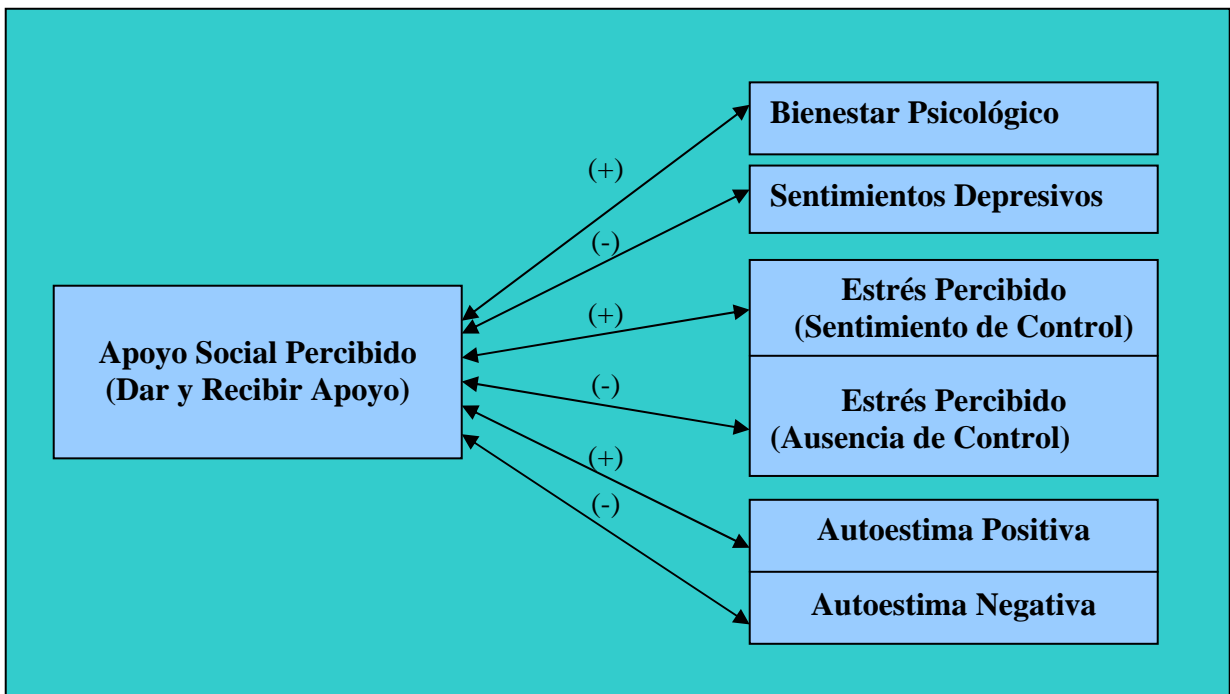 Bienestar Psicológico
(+)
Sentimientos Depresivos
(-)
Estrés Percibido
(Sentimiento de Control)
(+)
Apoyo Social Percibido
(Dar y Recibir Apoyo)
(-)
Estrés Percibido
(Ausencia de Control)
(+)
(-)
Autoestima Positiva
Autoestima Negativa